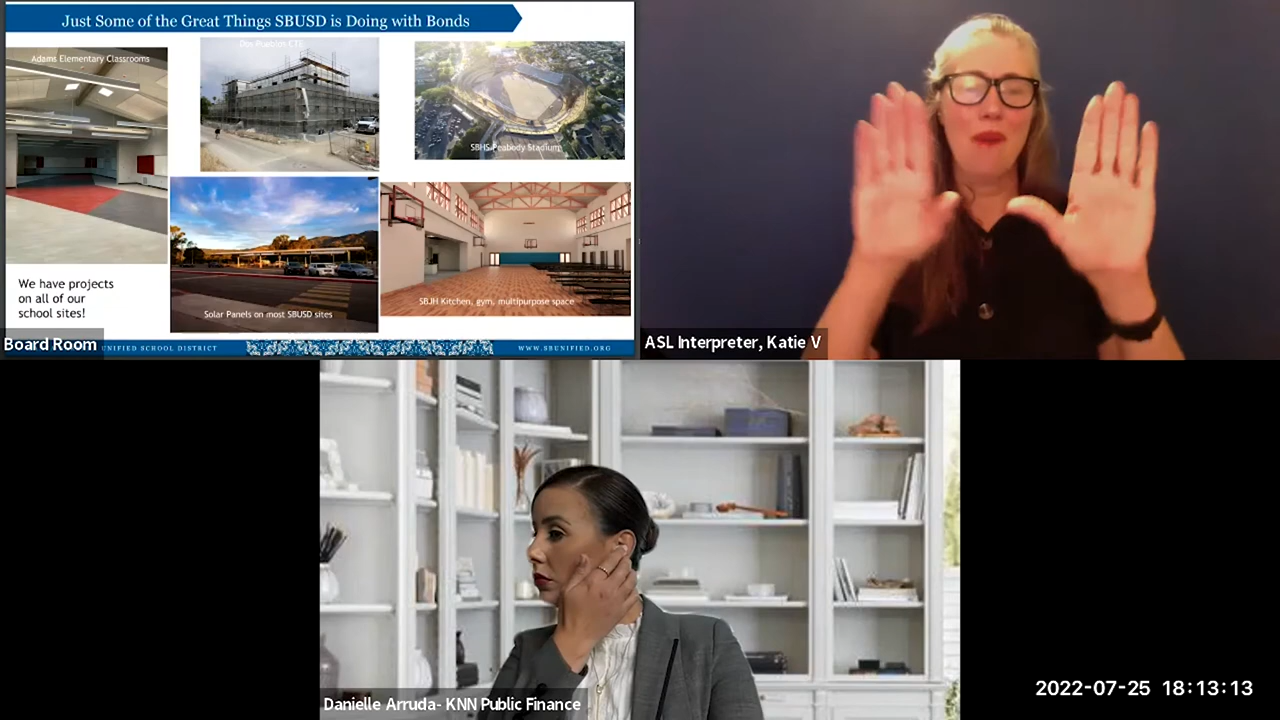 Just Some of the Great Things SBUSD is Doing with Bonds
Adams Elementary Classrooms
Dos Pueblos CTE
SBHS Peabody Stadium
Solar Panels on most SBUSD sites
SBJH Kitchen, gym, multipurpose space
We have projects
on all of our
school sites!
Board Room
UNIFIED SCHOOL DISTRICT
WWW.SBUNIFIED.ORG
ASL Interpreter, Katie V
Danielle Arruda- KNN Public Finance
2022-07-25 18:13:13